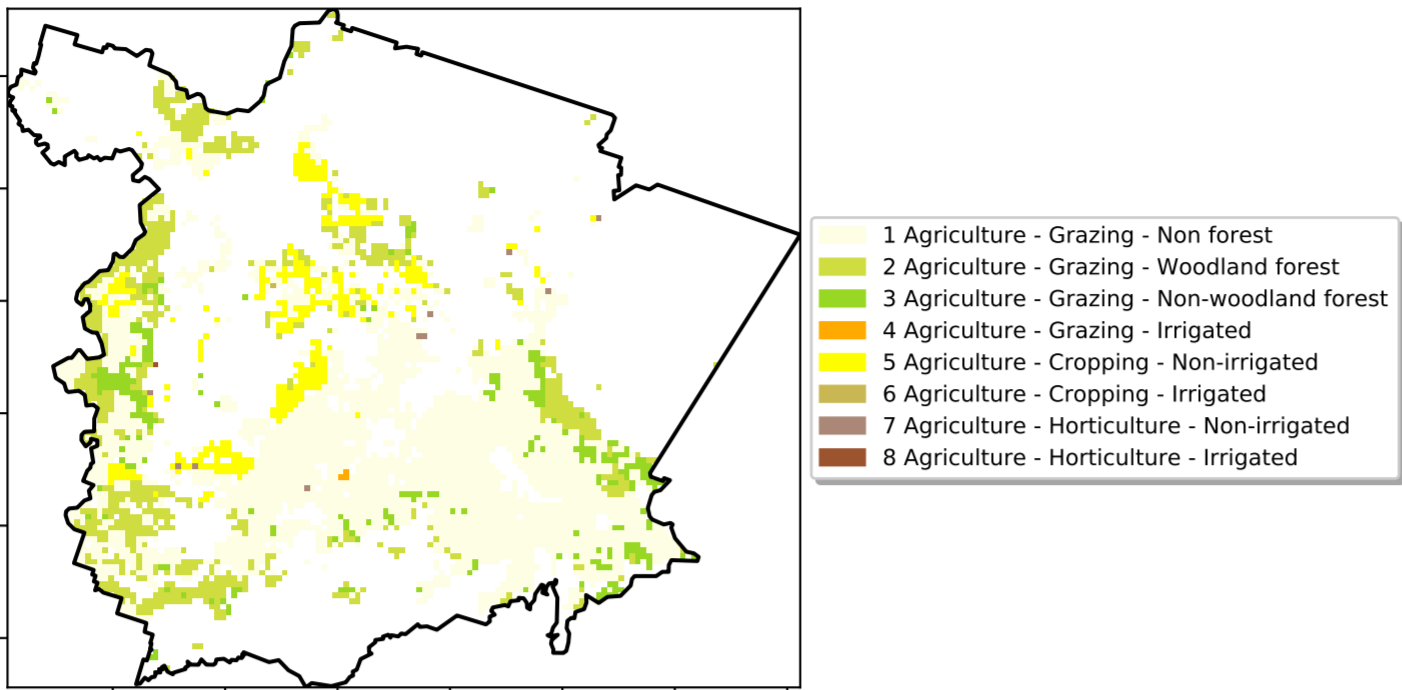 1 Agriculture - Grazing - Non forest
2 Agriculture - Grazing - Woodland forest
3 Agriculture - Grazing - Non-woodland forest
4 Agriculture - Grazing - Irrigated
5 Agriculture - Cropping - Non-irrigated
6 Agriculture - Cropping - Irrigated
7 Agriculture - Horticulture - Non-irrigated
8 Agriculture - Horticulture - Irrigated